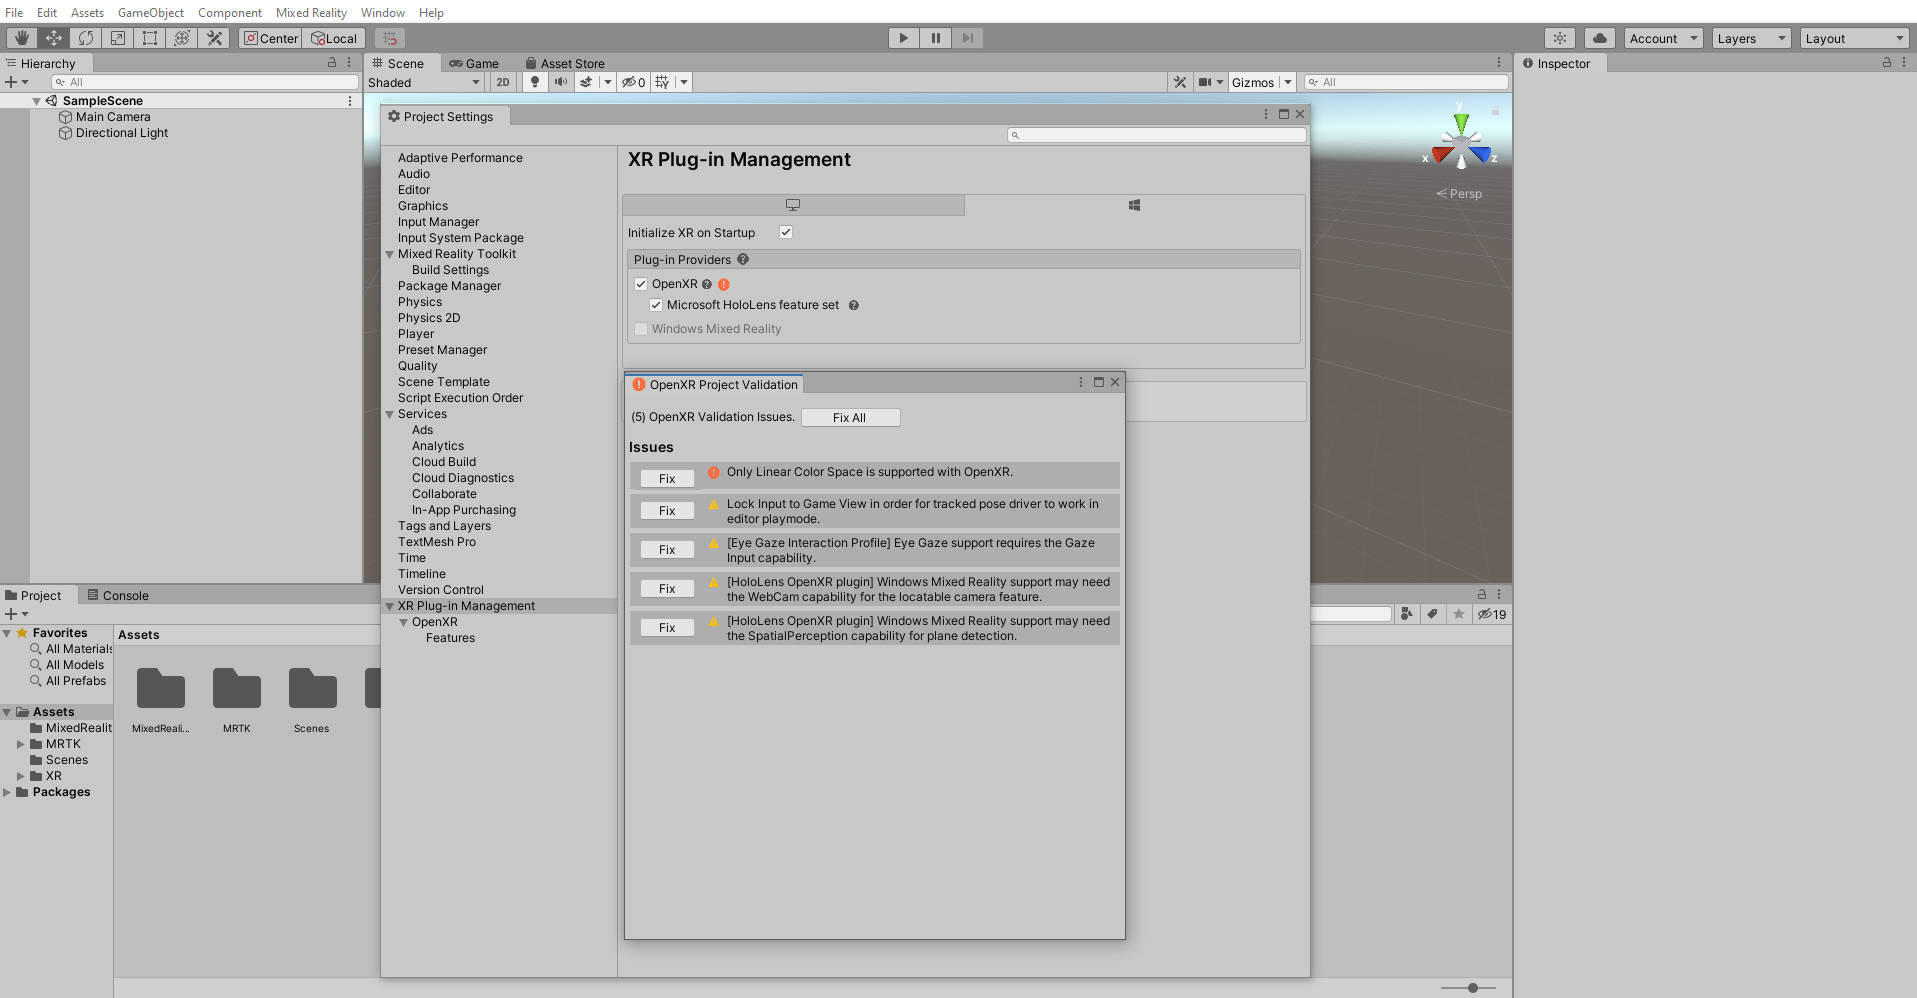 File Edit Assets GameObject Component Mixed Reality Window Help
Center Local
Account Layers Layout
Hierarchy
All
SampleScene
Main Camera
Directional Light
Scene Game Asset Store
Shaded 2D 0 Gizmos All
Inspector
y
x z
Persp
Project Settings
Adaptive Performance
Audio
Editor
Graphics
Input Manager
Input System Package
Mixed Reality Toolkit
Build Settings
Package Manager
Physics
Physics 2D
Player
Preset Manager
Quality
Scene Template
Script Execution Order
Services
Ads
Analytics
Cloud Build
Cloud Diagnostics
Collaborate
In-App Purchasing
Tags and Layers
TextMesh Pro
Time
Timeline
Version Control
XR Plug-in Management
OpenXR
Features
XR Plug-in Management
Initialize XR on Startup
Plug-in Providers
OpenXR
Microsoft HoloLens feature set
Windows Mixed Reality
OpenXR Project Validation
(5) OpenXR Validation Issues. Fix All
Issues
Fix Only Linear Color Space is supported with OpenXR.
Fix Lock Input to Game View in order for tracked pose driver to work in
editor playmode.
Fix [Eye Gaze Interaction Profile] Eye Gaze support requires the Gaze
Input capability.
Fix [HoloLens OpenXR plugin] Windows Mixed Reality support may need
the WebCam capability for the locatable camera feature.
Fix [HoloLens OpenXR plugin] Windows Mixed Reality support may need
the SpatialPerception capability for plane detection.
Project Console
19
Favorites
All Materials
All Models
All Prefabs
Assets
MixedRealit
MRTK
Scenes
XR
Packages
Assets
MixedReali...
MRTK
Scenes